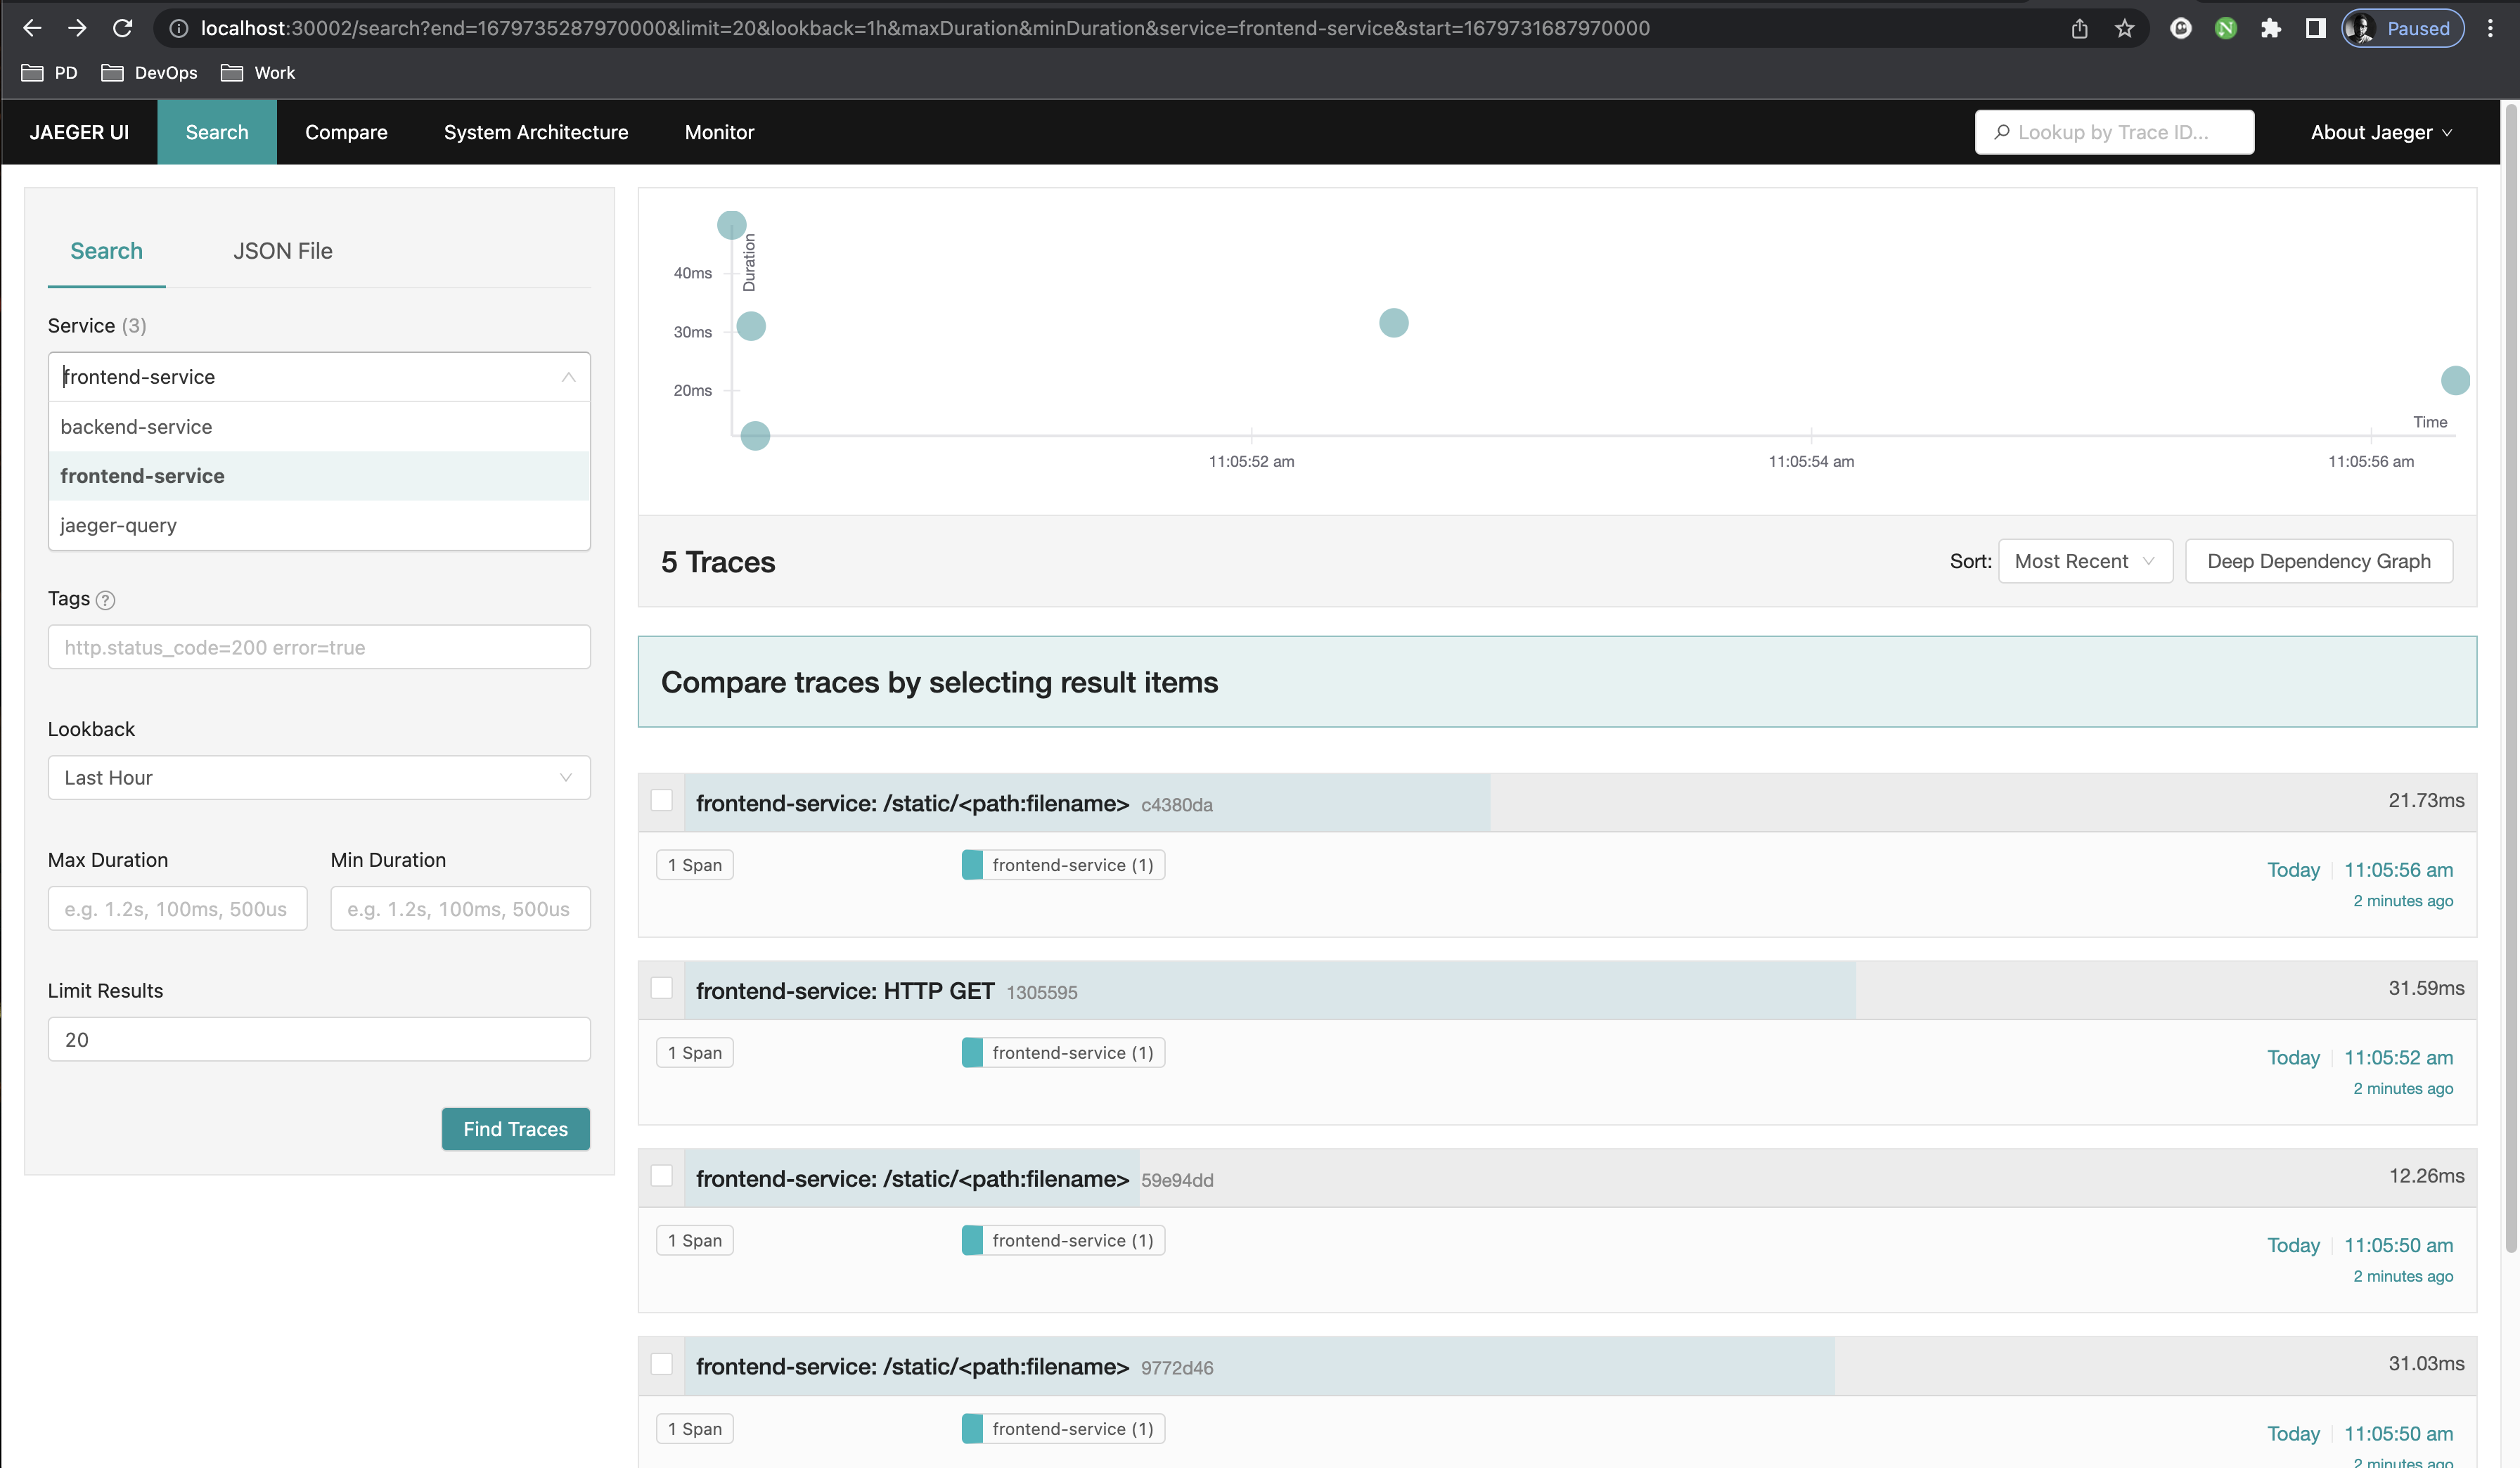 localhost:30002/search?end=1679735287970000&limit=20&lookback=1h&maxDuration&minDuration&service=frontend-service&start=1679731687970000
Paused
PD DevOps Work
JAEGER UI Search Compare System Architecture Monitor Lookup by Trace ID... About Jaeger
Search JSON File
Service (3)
frontend-service
backend-service
frontend-service
jaeger-query
Tags ?
http.status_code=200 error=true
Lookback
Last Hour
Max Duration Min Duration
e.g. 1.2s, 100ms, 500us e.g. 1.2s, 100ms, 500us
Limit Results
20
Find Traces
Duration
40ms
30ms
20ms
Time
11:05:52 am 11:05:54 am 11:05:56 am
5 Traces
Sort: Most Recent Deep Dependency Graph
Compare traces by selecting result items
frontend-service: /static/<path:filename> c4380da 21.73ms
1 Span frontend-service (1) Today 11:05:56 am
2 minutes ago
frontend-service: HTTP GET 1305595 31.59ms
1 Span frontend-service (1) Today 11:05:52 am
2 minutes ago
frontend-service: /static/<path:filename> 59e94dd 12.26ms
1 Span frontend-service (1) Today 11:05:50 am
2 minutes ago
frontend-service: /static/<path:filename> 9772d46 31.03ms
1 Span frontend-service (1) Today 11:05:50 am
2 minutes ago